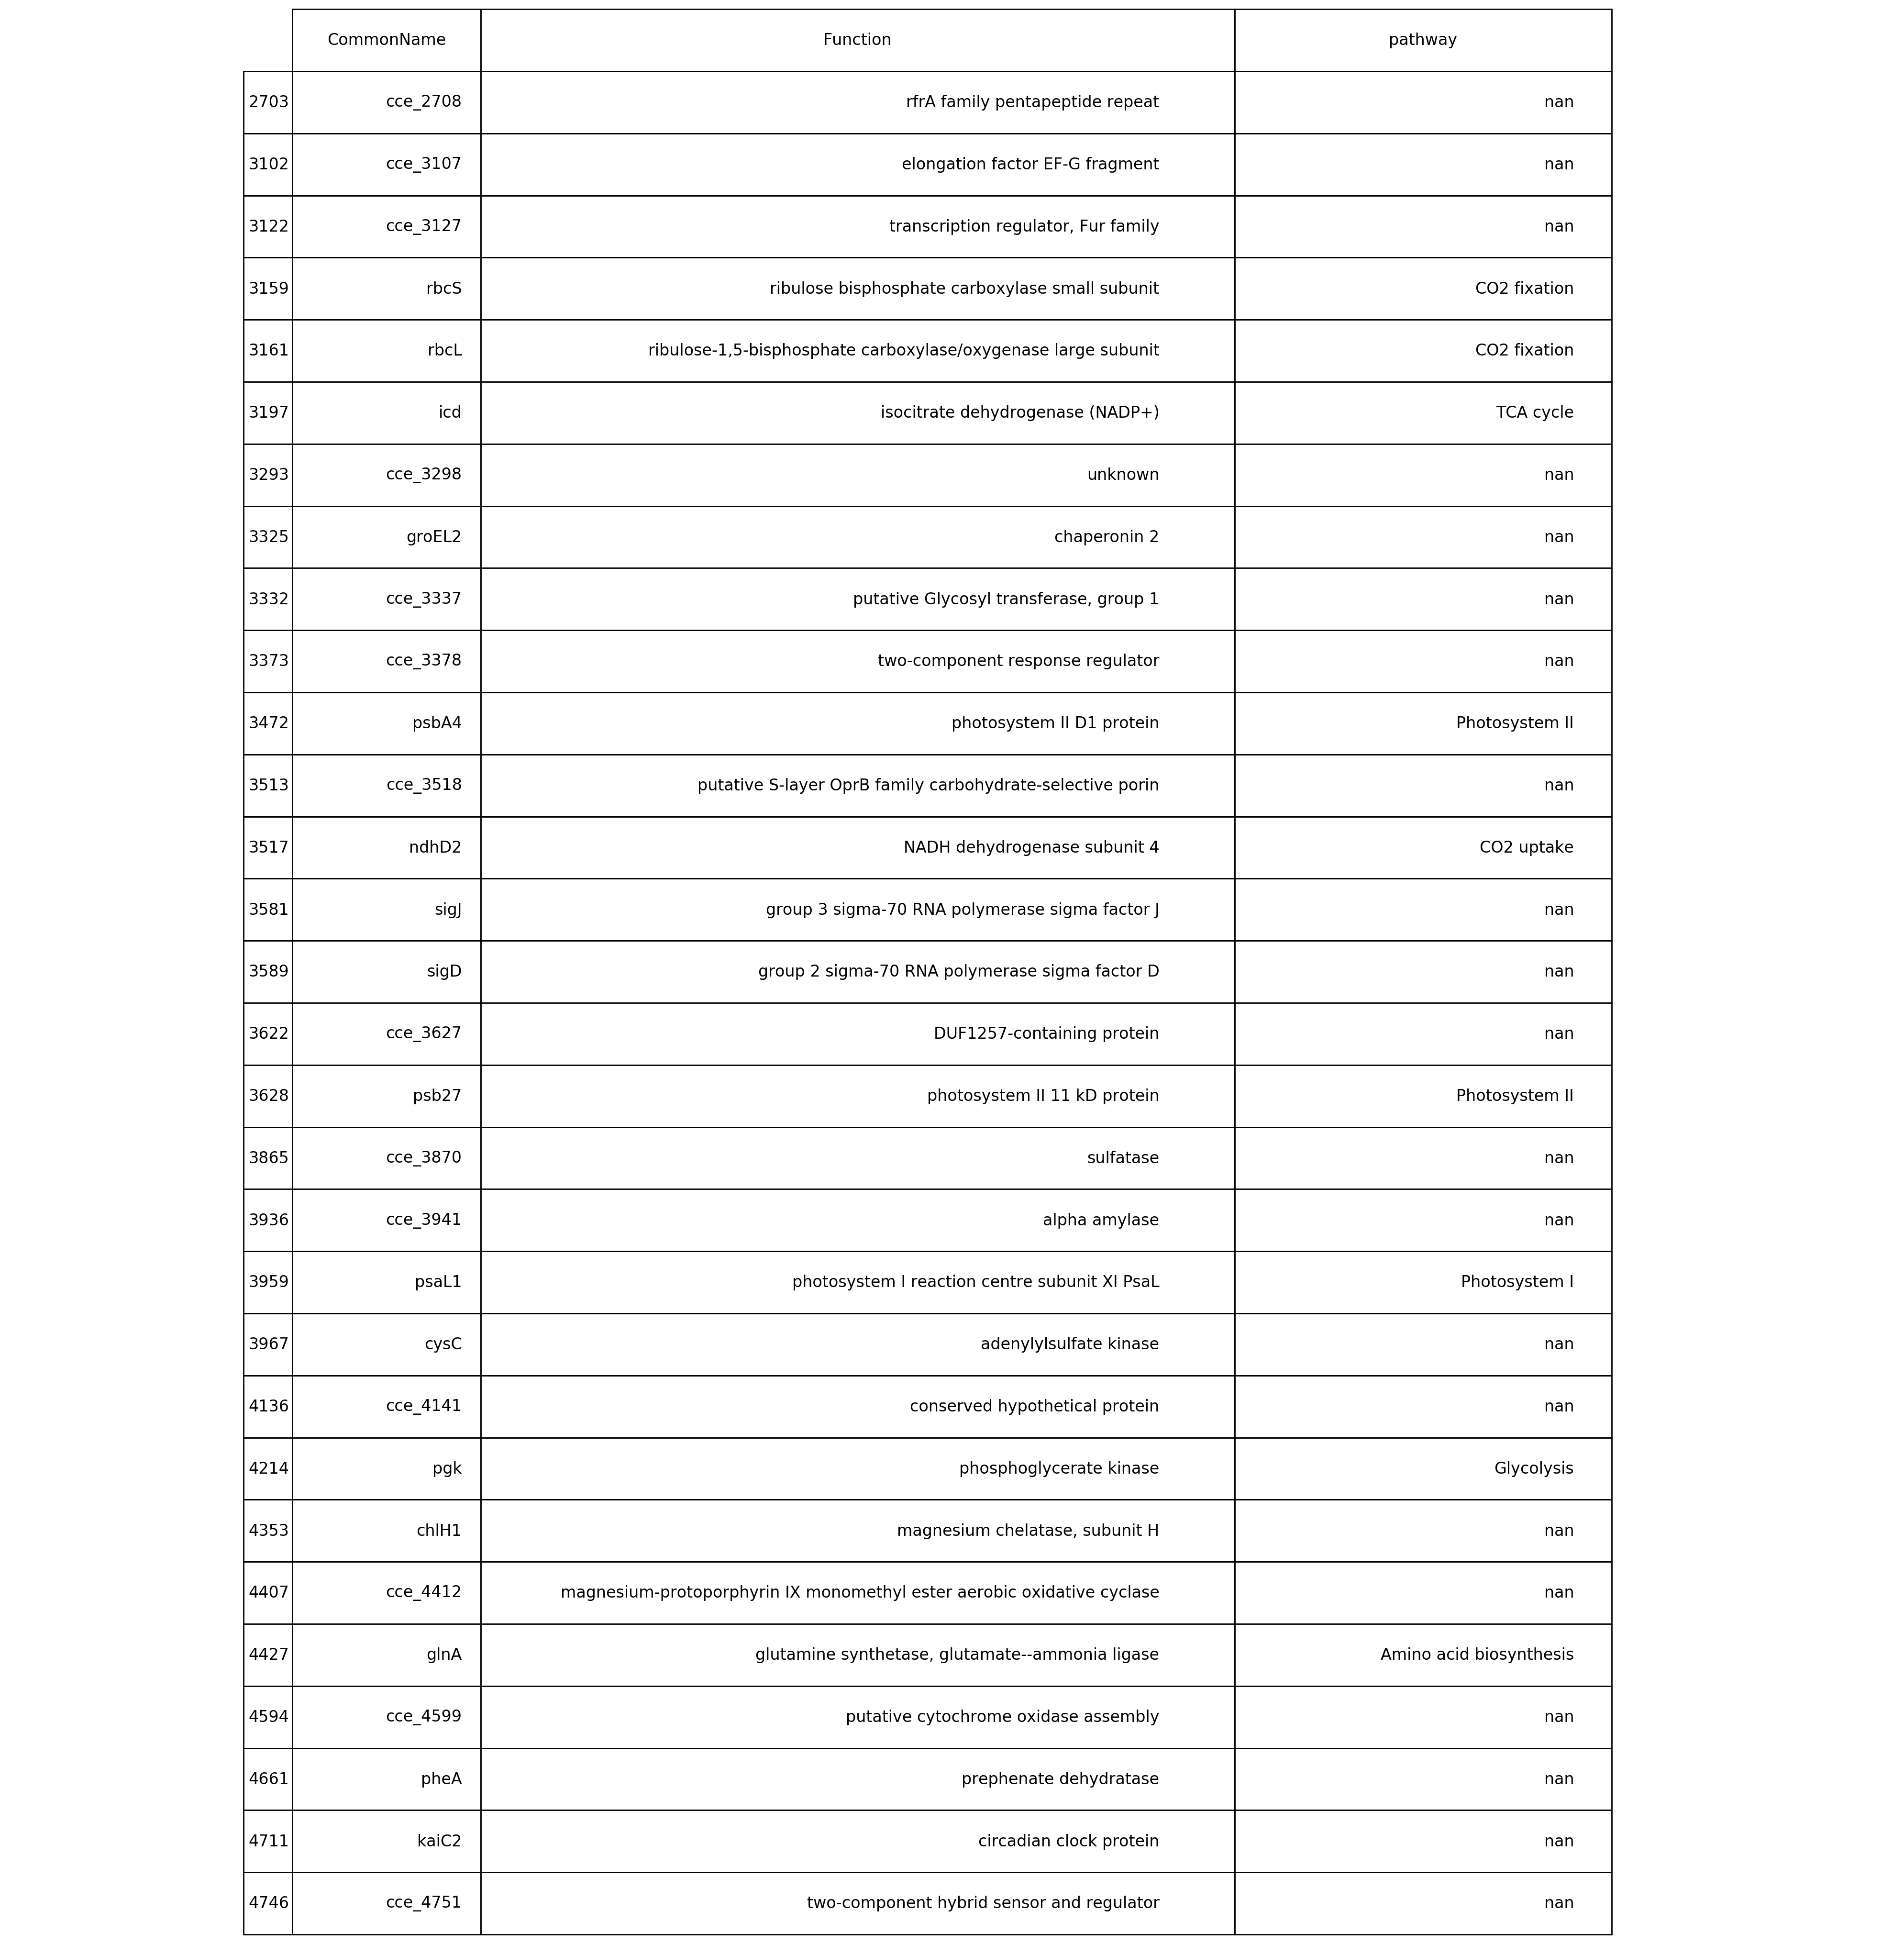 CommonName Function pathway
2703 cce_2708 rfrA family pentapeptide repeat nan
3102 cce_3107 elongation factor EF-G fragment nan
3122 cce_3127 transcription regulator, Fur family nan
3159 rbcS ribulose bisphosphate carboxylase small subunit CO2 fixation
3161 rbcL ribulose-1,5-bisphosphate carboxylase/oxygenase large subunit CO2 fixation
3197 icd isocitrate dehydrogenase (NADP+) TCA cycle
3293 cce_3298 unknown nan
3325 groEL2 chaperonin 2 nan
3332 cce_3337 putative Glycosyl transferase, group 1 nan
3373 cce_3378 two-component response regulator nan
3472 psbA4 photosystem II D1 protein Photosystem II
3513 cce_3518 putative S-layer OprB family carbohydrate-selective porin nan
3517 ndhD2 NADH dehydrogenase subunit 4 CO2 uptake
3581 sigJ group 3 sigma-70 RNA polymerase sigma factor J nan
3589 sigD group 2 sigma-70 RNA polymerase sigma factor D nan
3622 cce_3627 DUF1257-containing protein nan
3628 psb27 photosystem II 11 kD protein Photosystem II
3865 cce_3870 sulfatase nan
3936 cce_3941 alpha amylase nan
3959 psaL1 photosystem I reaction centre subunit XI PsaL Photosystem I
3967 cysC adenylylsulfate kinase nan
4136 cce_4141 conserved hypothetical protein nan
4214 pgk phosphoglycerate kinase Glycolysis
4353 chlH1 magnesium chelatase, subunit H nan
4407 cce_4412 magnesium-protoporphyrin IX monomethyl ester aerobic oxidative cyclase nan
4427 glnA glutamine synthetase, glutamate--ammonia ligase Amino acid biosynthesis
4594 cce_4599 putative cytochrome oxidase assembly nan
4661 pheA prephenate dehydratase nan
4711 kaiC2 circadian clock protein nan
4746 cce_4751 two-component hybrid sensor and regulator nan